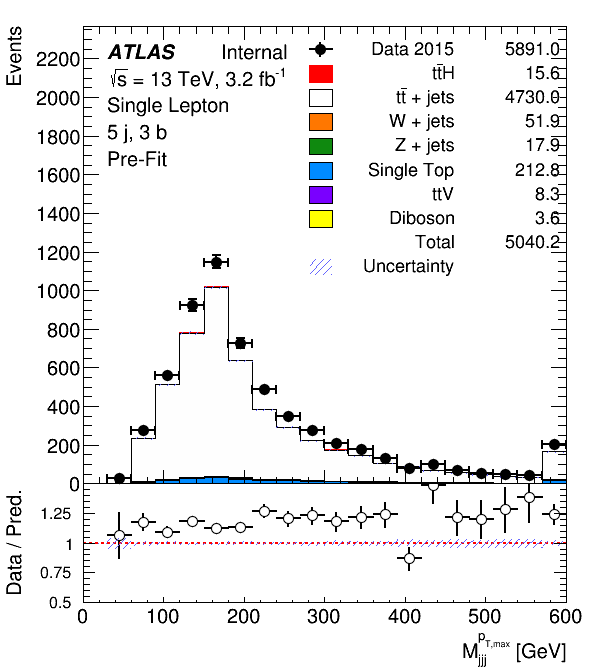 Events
2200
2000
1800
1600
1400
1200
1000
800
600
400
200
0
ATLAS Internal
√s = 13 TeV, 3.2 fb⁻¹
Single Lepton
5 j, 3 b
Pre-Fit
Data 2015 5891.0
tt̄H 15.6
tt̄ + jets 4730.0
W + jets 51.9
Z + jets 17.9
Single Top 212.8
ttV 8.3
Diboson 3.6
Total 5040.2
Uncertainty
Data / Pred.
1.25
1
0.75
0.5
0 100 200 300 400 500 600
M_jjj^pT,max [GeV]